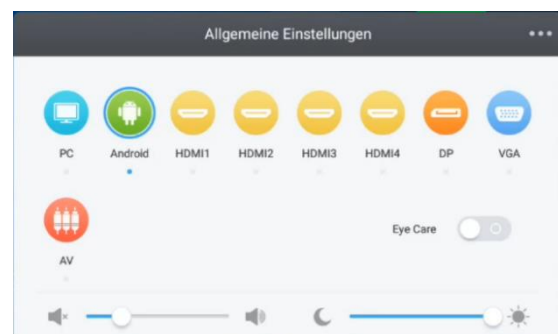 Allgemeine Einstellungen
PC Android HDMI1 HDMI2 HDMI3 HDMI4 DP VGA
AV
Eye Care